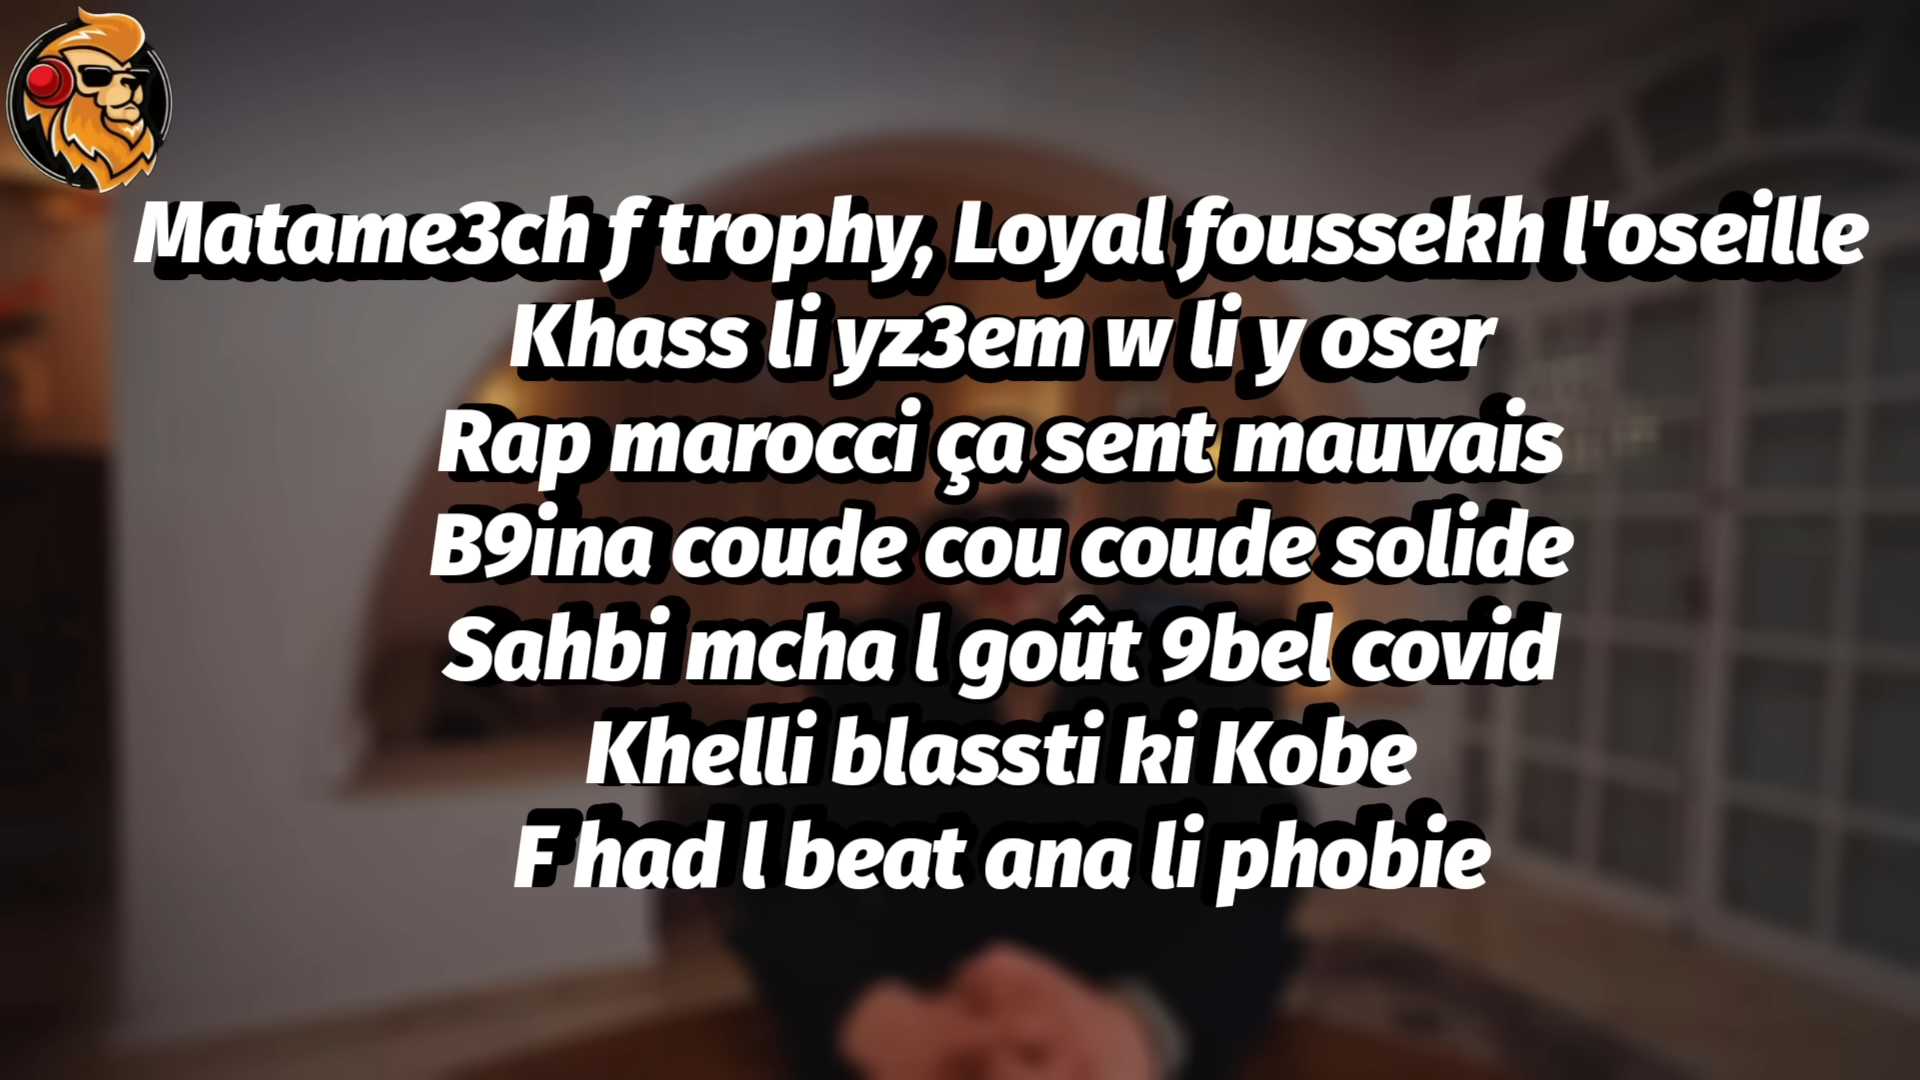 Matame3ch f trophy, Loyal foussekh l'oseille
Khass li yz3em w li y oser
Rap marocci ça sent mauvais
B9ina coude cou coude solide
Sahbi mcha l goût 9bel covid
Khelli blassti ki Kobe
F had l beat ana li phobie